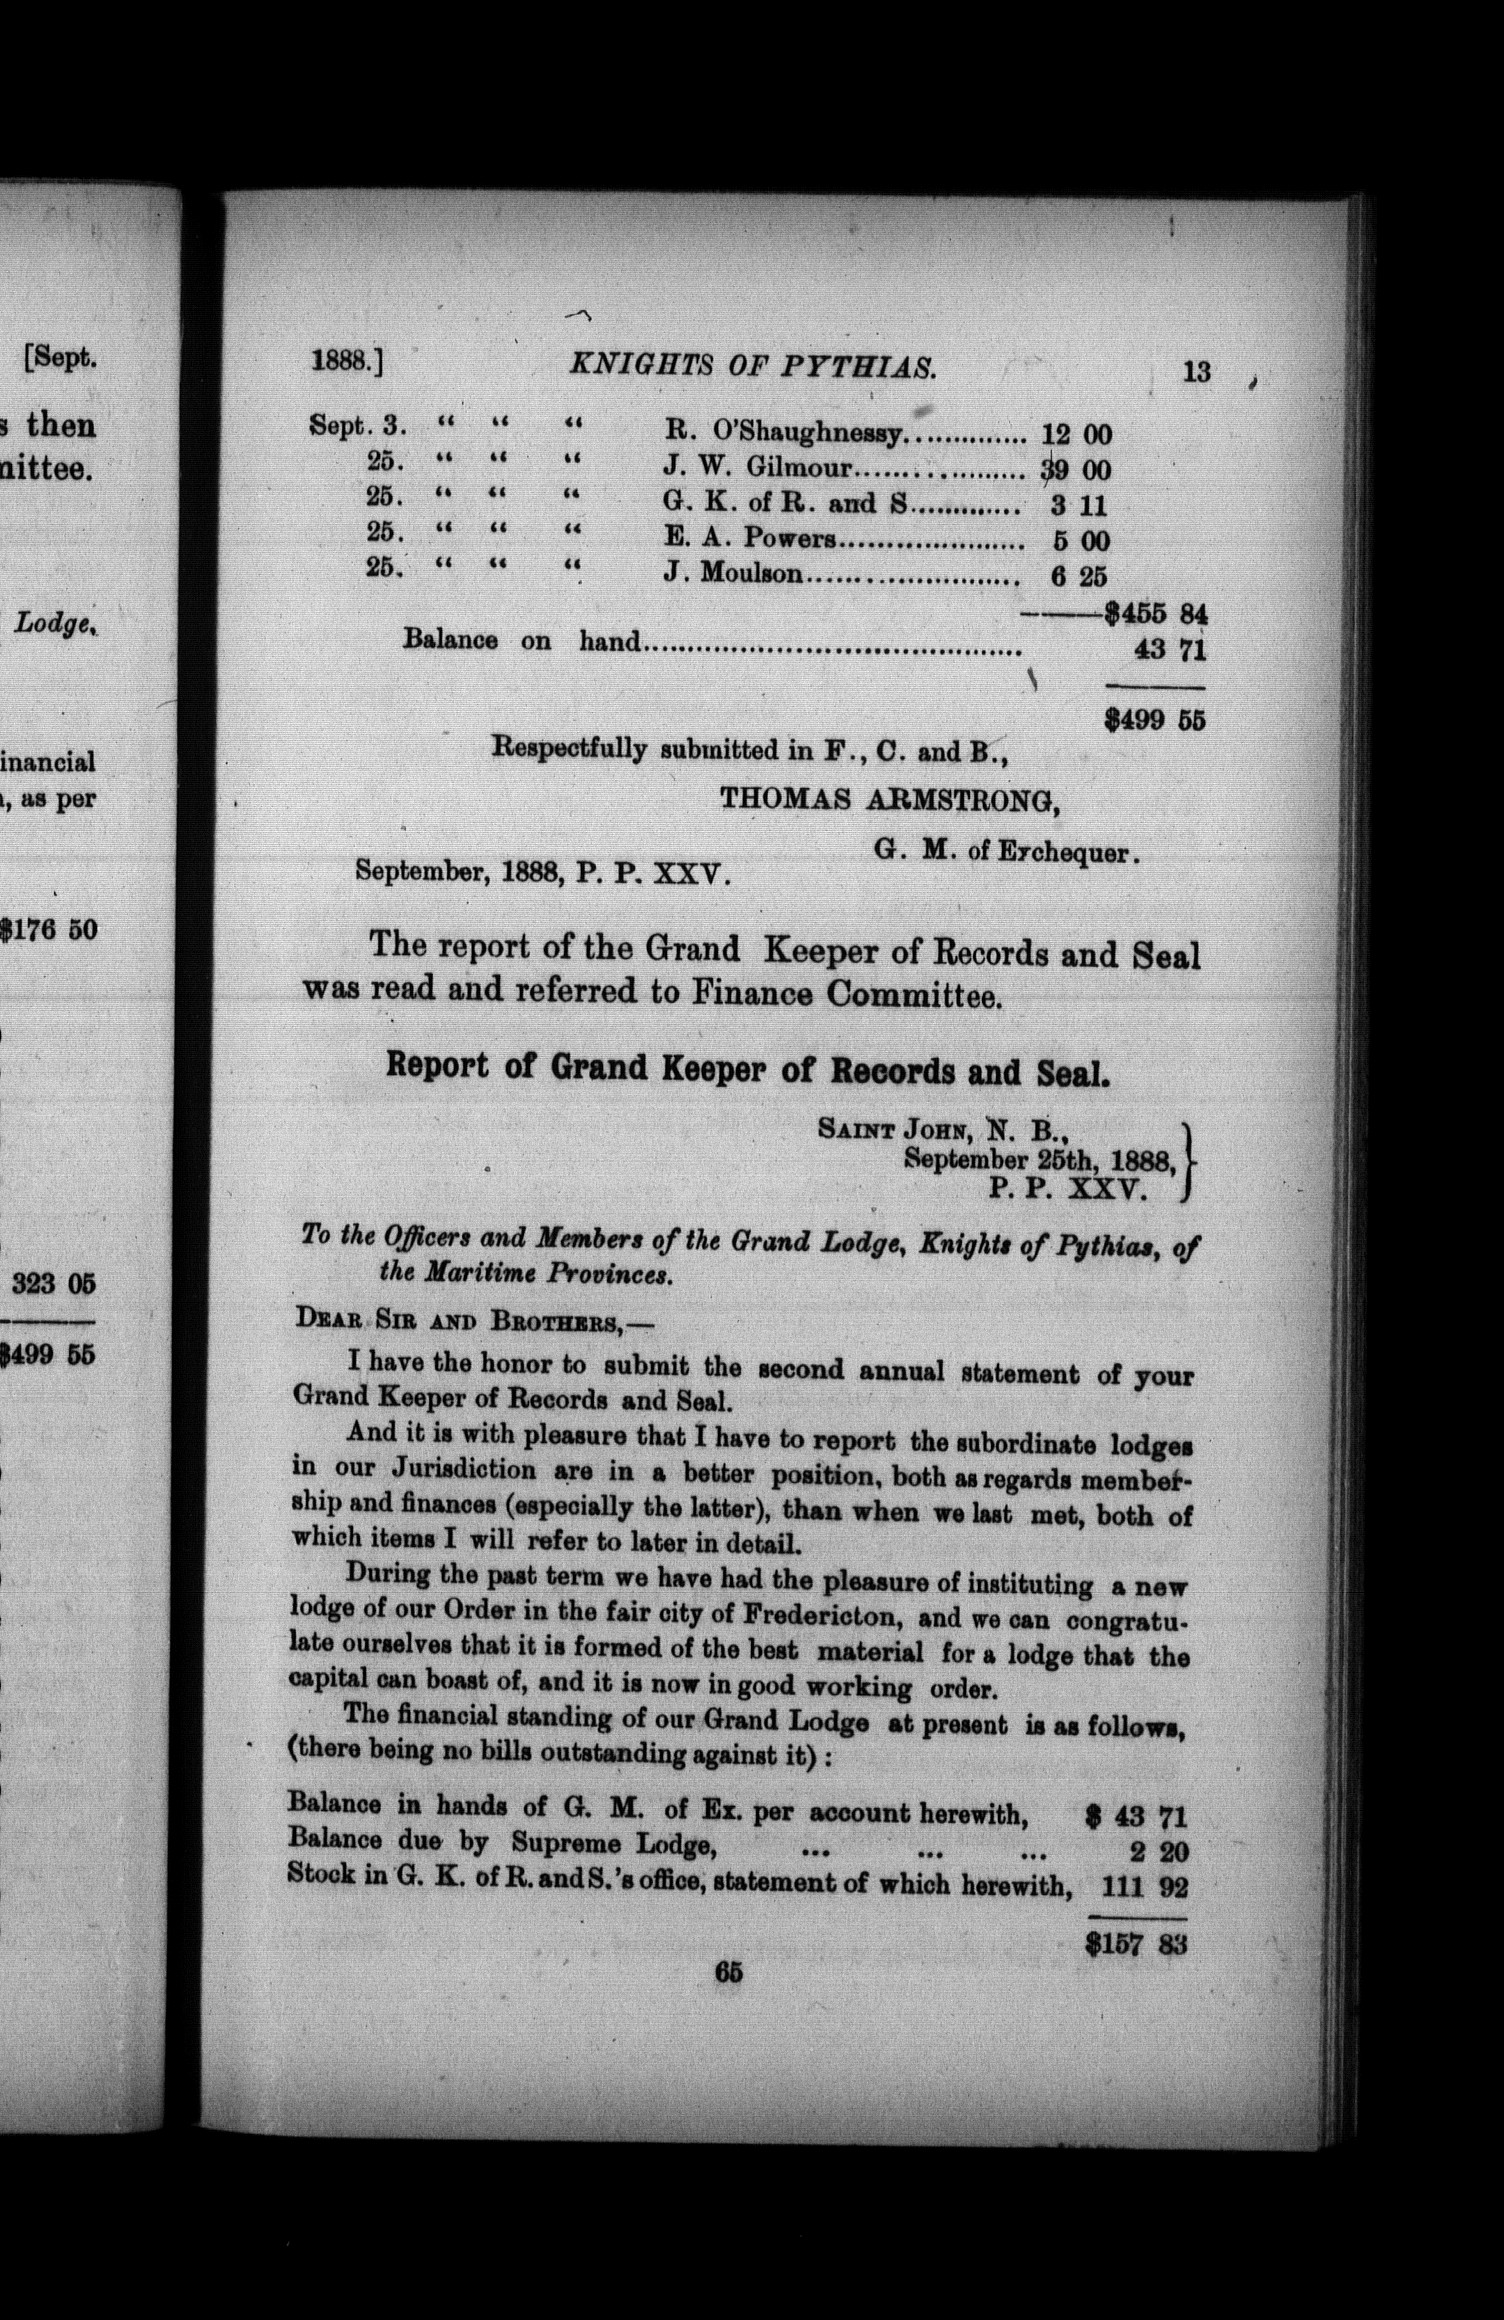 [Sept.
then
mittee.
Lodge,
inancial
, as per
$176 50
323 05
$499 55
1888.] KNIGHTS OF PYTHIAS. 13
Sept. 3. “ “ “ R. O'Shaughnessy.............. 12 00
25. “ “ “ J. W. Gilmour.................... 39 00
25. “ “ “ G. K. of R. and S............. 3 11
25. “ “ “ E. A. Powers...................... 5 00
25. “ “ “ J. Moulson......................... 6 25
———$455 84
Balance on hand............................................. 43 71
$499 55
Respectfully submitted in F., C. and B.,
THOMAS ARMSTRONG,
G. M. of Exchequer.
September, 1888, P. P. XXV.
The report of the Grand Keeper of Records and Seal
was read and referred to Finance Committee.
Report of Grand Keeper of Records and Seal.
SAINT JOHN, N. B.,
September 25th, 1888,
P. P. XXV. }
To the Officers and Members of the Grand Lodge, Knights of Pythias, of
the Maritime Provinces.
DEAR SIR AND BROTHERS,—
I have the honor to submit the second annual statement of your
Grand Keeper of Records and Seal.
And it is with pleasure that I have to report the subordinate lodges
in our Jurisdiction are in a better position, both as regards member-
ship and finances (especially the latter), than when we last met, both of
which items I will refer to later in detail.
During the past term we have had the pleasure of instituting a new
lodge of our Order in the fair city of Fredericton, and we can congratu-
late ourselves that it is formed of the best material for a lodge that the
capital can boast of, and it is now in good working order.
The financial standing of our Grand Lodge at present is as follows,
(there being no bills outstanding against it) :
Balance in hands of G. M. of Ex. per account herewith, $ 43 71
Balance due by Supreme Lodge, ... ... ... 2 20
Stock in G. K. of R. and S.'s office, statement of which herewith, 111 92
$157 83
65